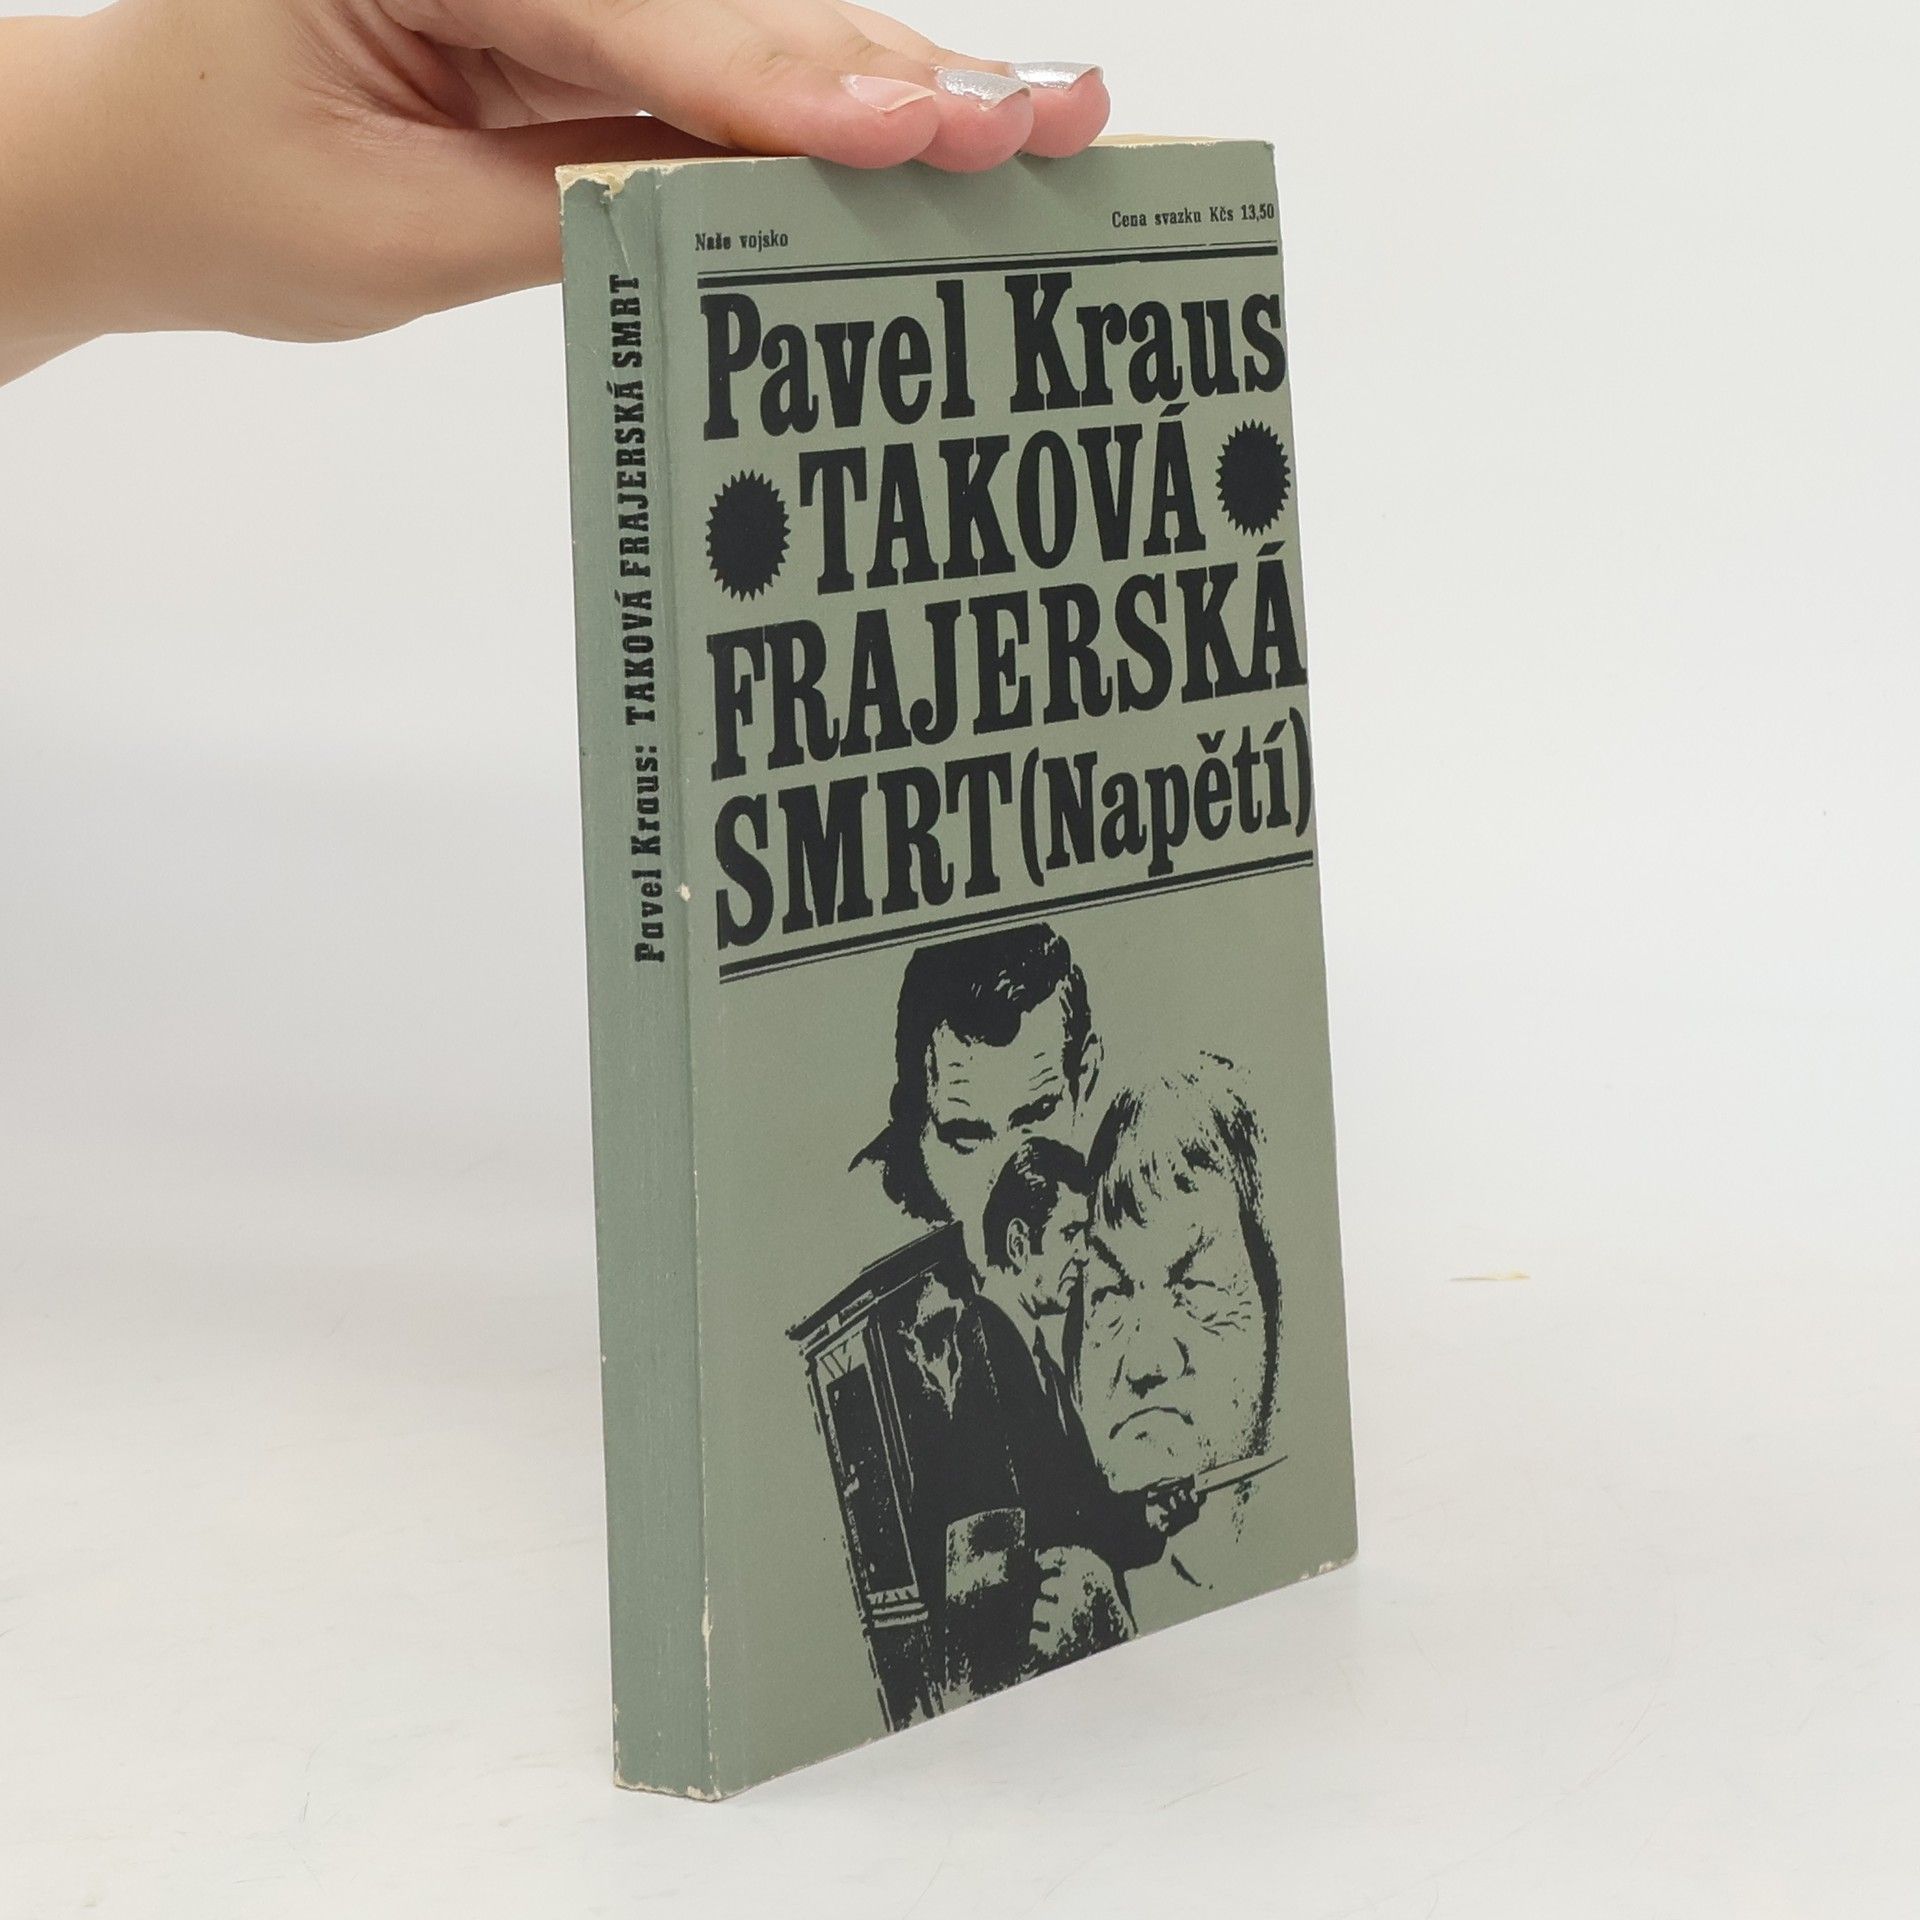 Naše vojsko
Cena svazku Kčs 13,50
Pavel Kraus
TAKOVÁ
FRAJERSKÁ
SMRT (Napětí)
Pavel Kraus: TAKOVÁ FRAJERSKÁ SMRT